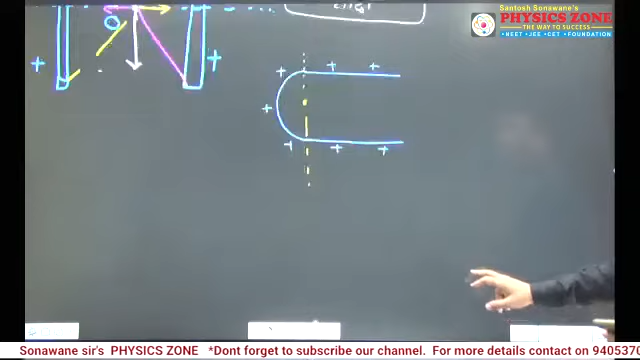 Santosh Sonawane's
PHYSICS ZONE
THE WAY TO SUCCESS
•NEET •JEE •CET •FOUNDATION
+ +
+ + +
+
+ + +
Sonawane sir's PHYSICS ZONE *Dont forget to subscribe our channel. For more details contact on 9405370